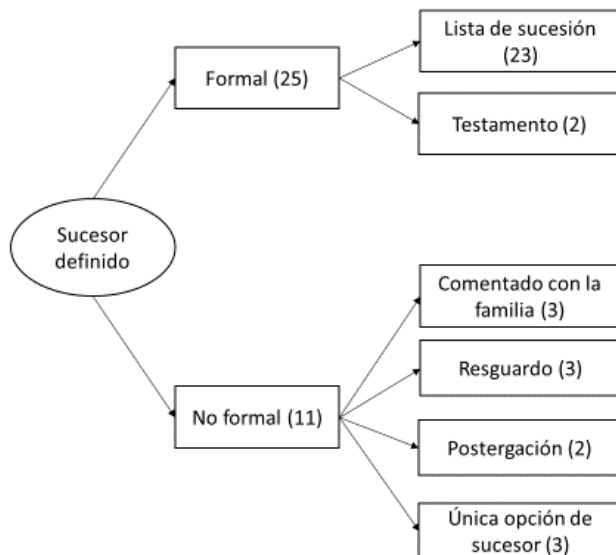 Sucesor
definido
Formal (25)
Lista de sucesión
(23)
Testamento (2)
No formal (11)
Comentado con la
familia (3)
Resguardo (3)
Postergación (2)
Única opción de
sucesor (3)